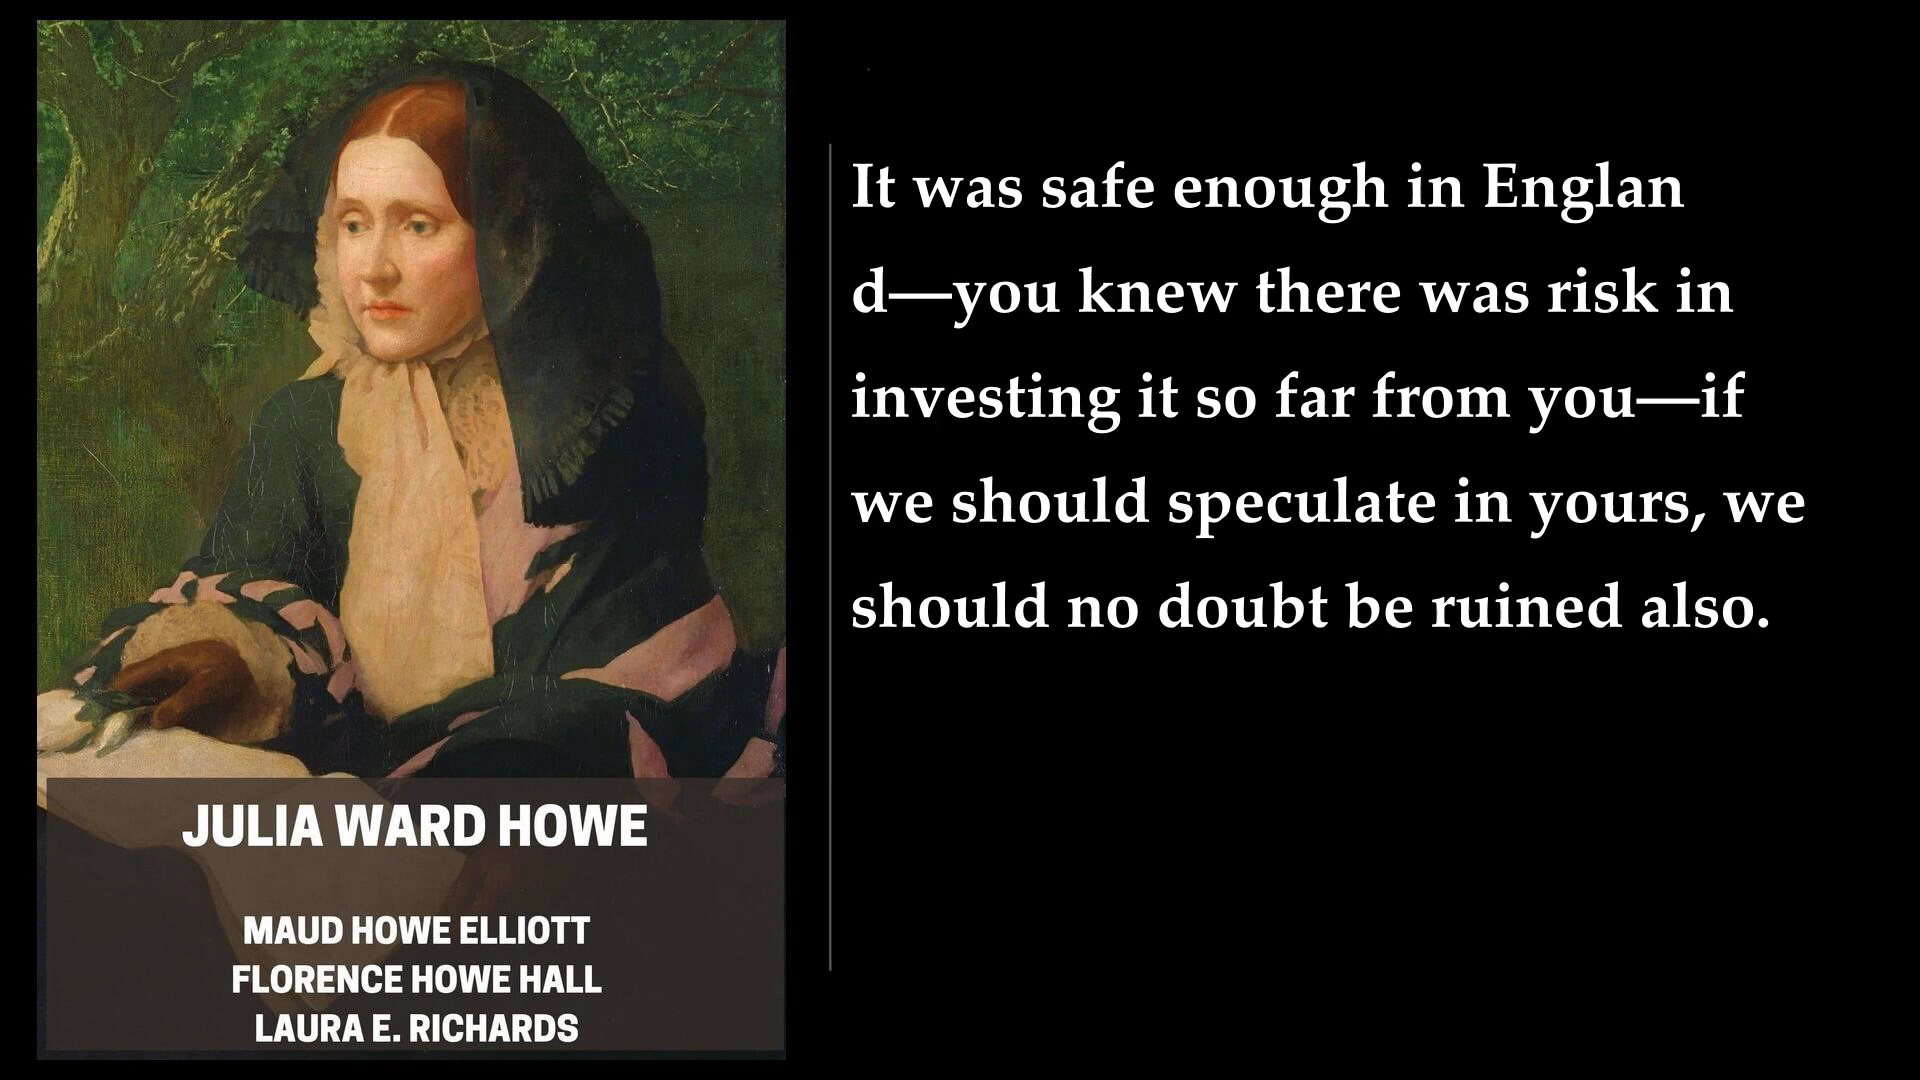 It was safe enough in Englan
d—you knew there was risk in
investing it so far from you—if
we should speculate in yours, we
should no doubt be ruined also.
JULIA WARD HOWE
MAUD HOWE ELLIOTT
FLORENCE HOWE HALL
LAURA E. RICHARDS